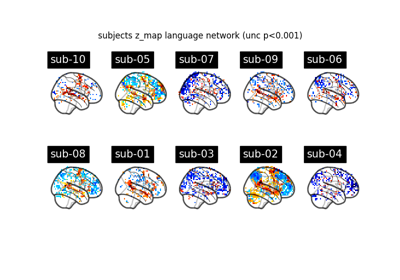 subjects z_map language network (unc p<0.001)
sub-10 sub-05 sub-07 sub-09 sub-06
sub-08 sub-01 sub-03 sub-02 sub-04